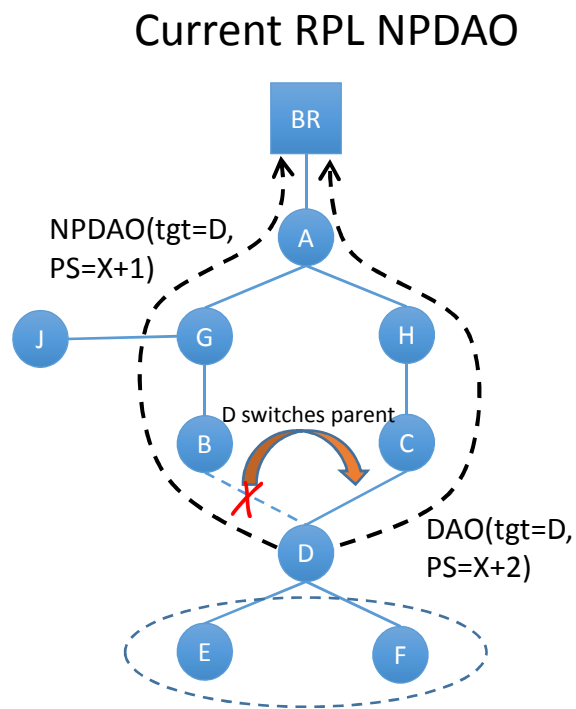 Current RPL NPDAO
BR
NPDAO(tgt=D,
PS=X+1)
A
J
G
H
D switches parent
B
C
D
DAO(tgt=D,
PS=X+2)
E
F